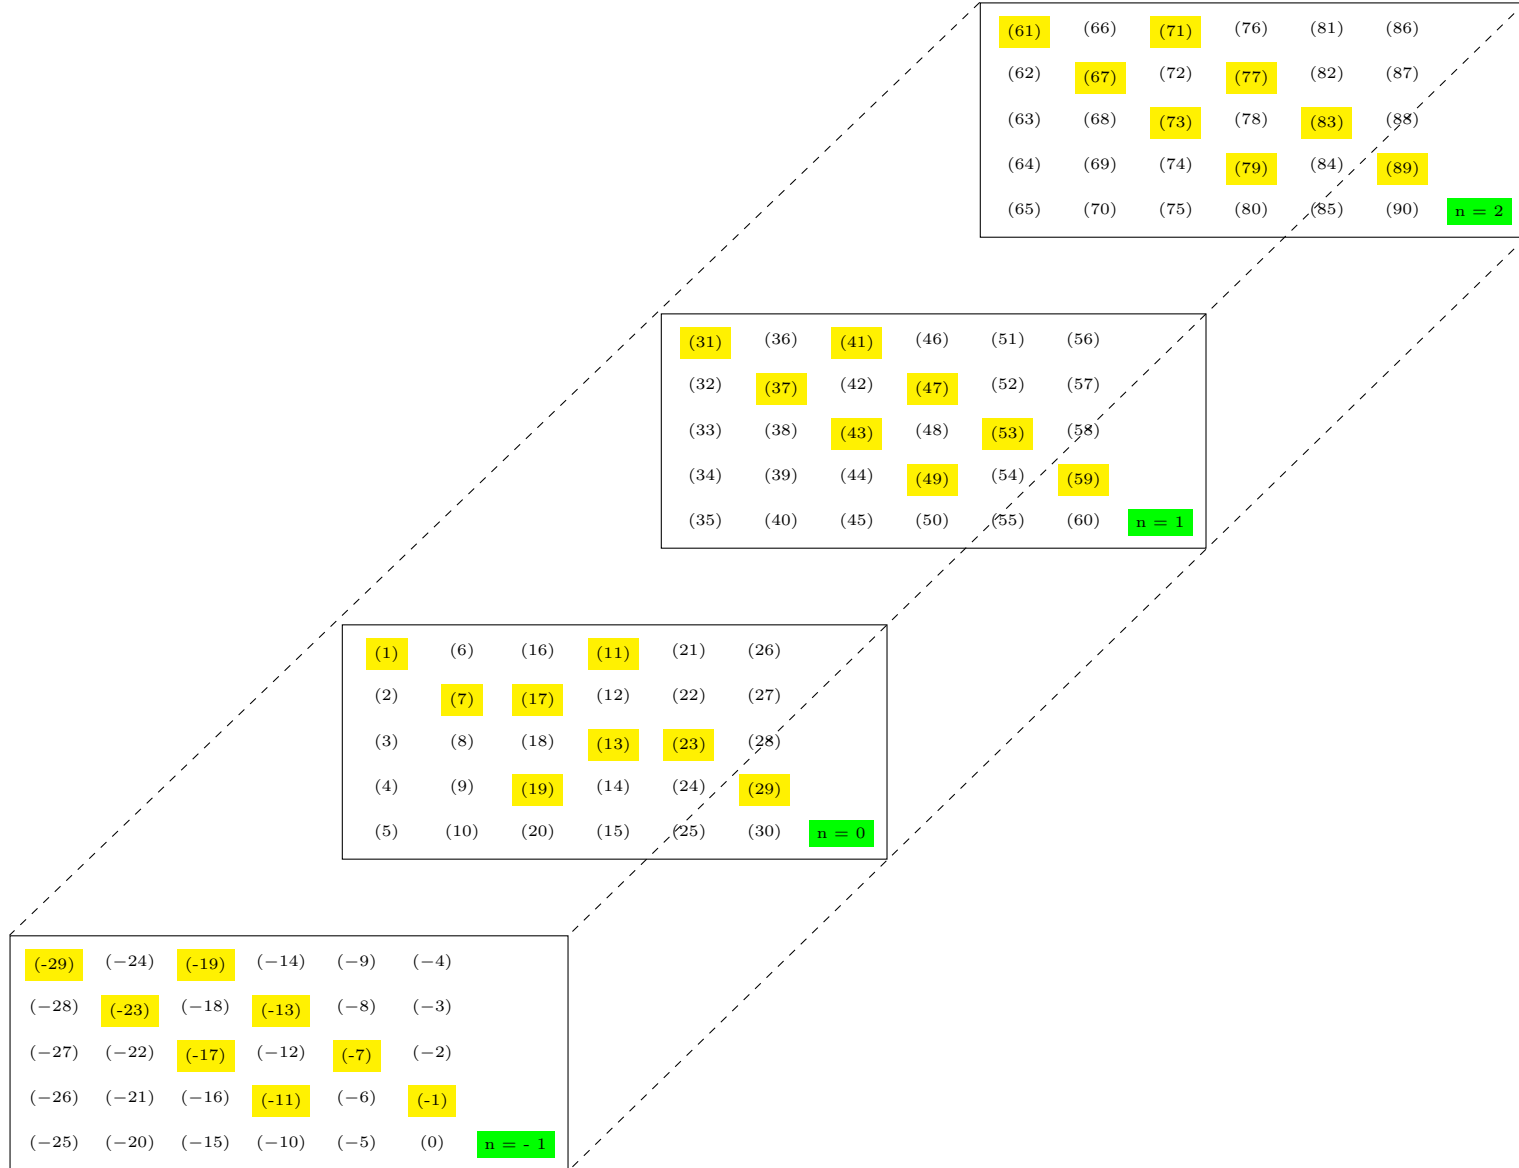 (61) (66) (71) (76) (81) (86)
(62) (67) (72) (77) (82) (87)
(63) (68) (73) (78) (83) (88)
(64) (69) (74) (79) (84) (89)
(65) (70) (75) (80) (85) (90) n = 2
(31) (36) (41) (46) (51) (56)
(32) (37) (42) (47) (52) (57)
(33) (38) (43) (48) (53) (58)
(34) (39) (44) (49) (54) (59)
(35) (40) (45) (50) (55) (60) n = 1
(1) (6) (16) (11) (21) (26)
(2) (7) (17) (12) (22) (27)
(3) (8) (18) (13) (23) (28)
(4) (9) (19) (14) (24) (29)
(5) (10) (20) (15) (25) (30) n = 0
(-29) (−24) (-19) (−14) (−9) (−4)
(−28) (-23) (−18) (-13) (−8) (−3)
(−27) (−22) (-17) (−12) (-7) (−2)
(−26) (−21) (−16) (-11) (−6) (-1)
(−25) (−20) (−15) (−10) (−5) (0) n = - 1